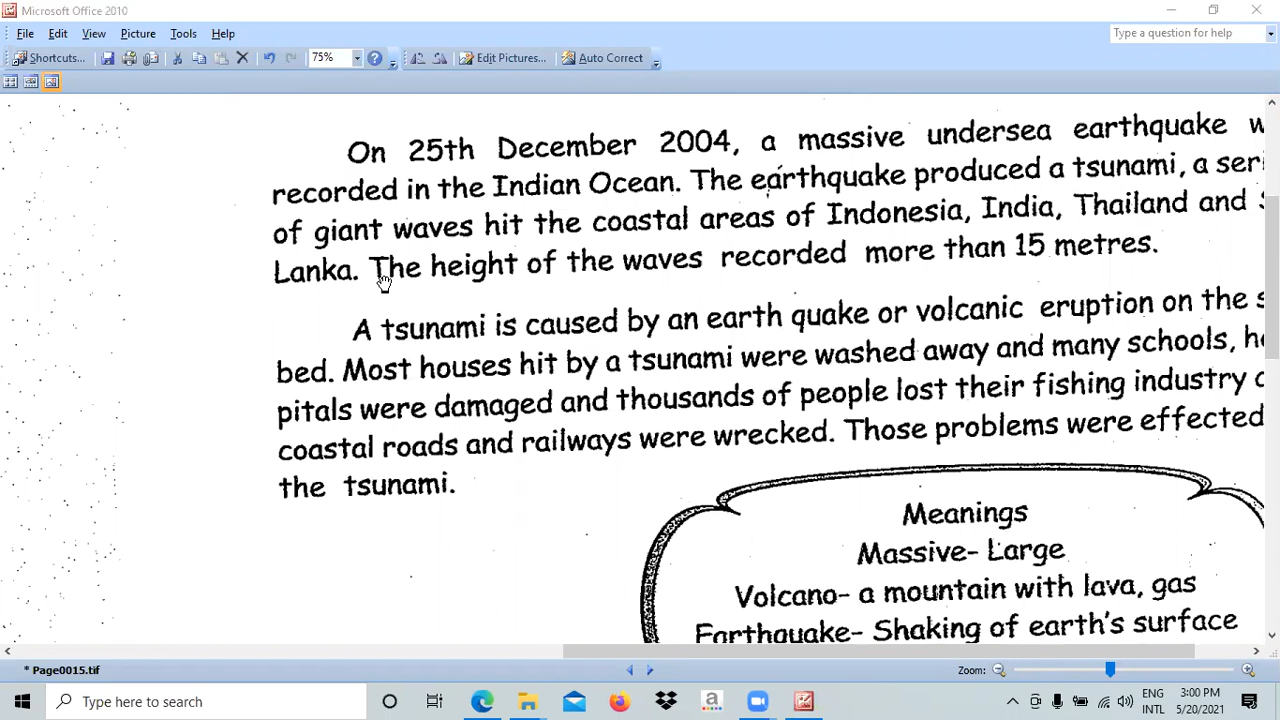 Microsoft Office 2010
File Edit View Picture Tools Help
Type a question for help
Shortcuts... 75% Edit Pictures... Auto Correct
On 25th December 2004, a massive undersea earthquake w
recorded in the Indian Ocean. The earthquake produced a tsunami, a seri
of giant waves hit the coastal areas of Indonesia, India, Thailand and S
Lanka. The height of the waves recorded more than 15 metres.
A tsunami is caused by an earth quake or volcanic eruption on the s
bed. Most houses hit by a tsunami were washed away and many schools, ho
pitals were damaged and thousands of people lost their fishing industry
coastal roads and railways were wrecked. Those problems were effected
the tsunami.
Meanings
Massive- Large
Volcano- a mountain with lava, gas
Earthquake- Shaking of earth's surface
* Page0015.tif
Zoom:
Type here to search
ENG
INTL
3:00 PM
5/20/2021